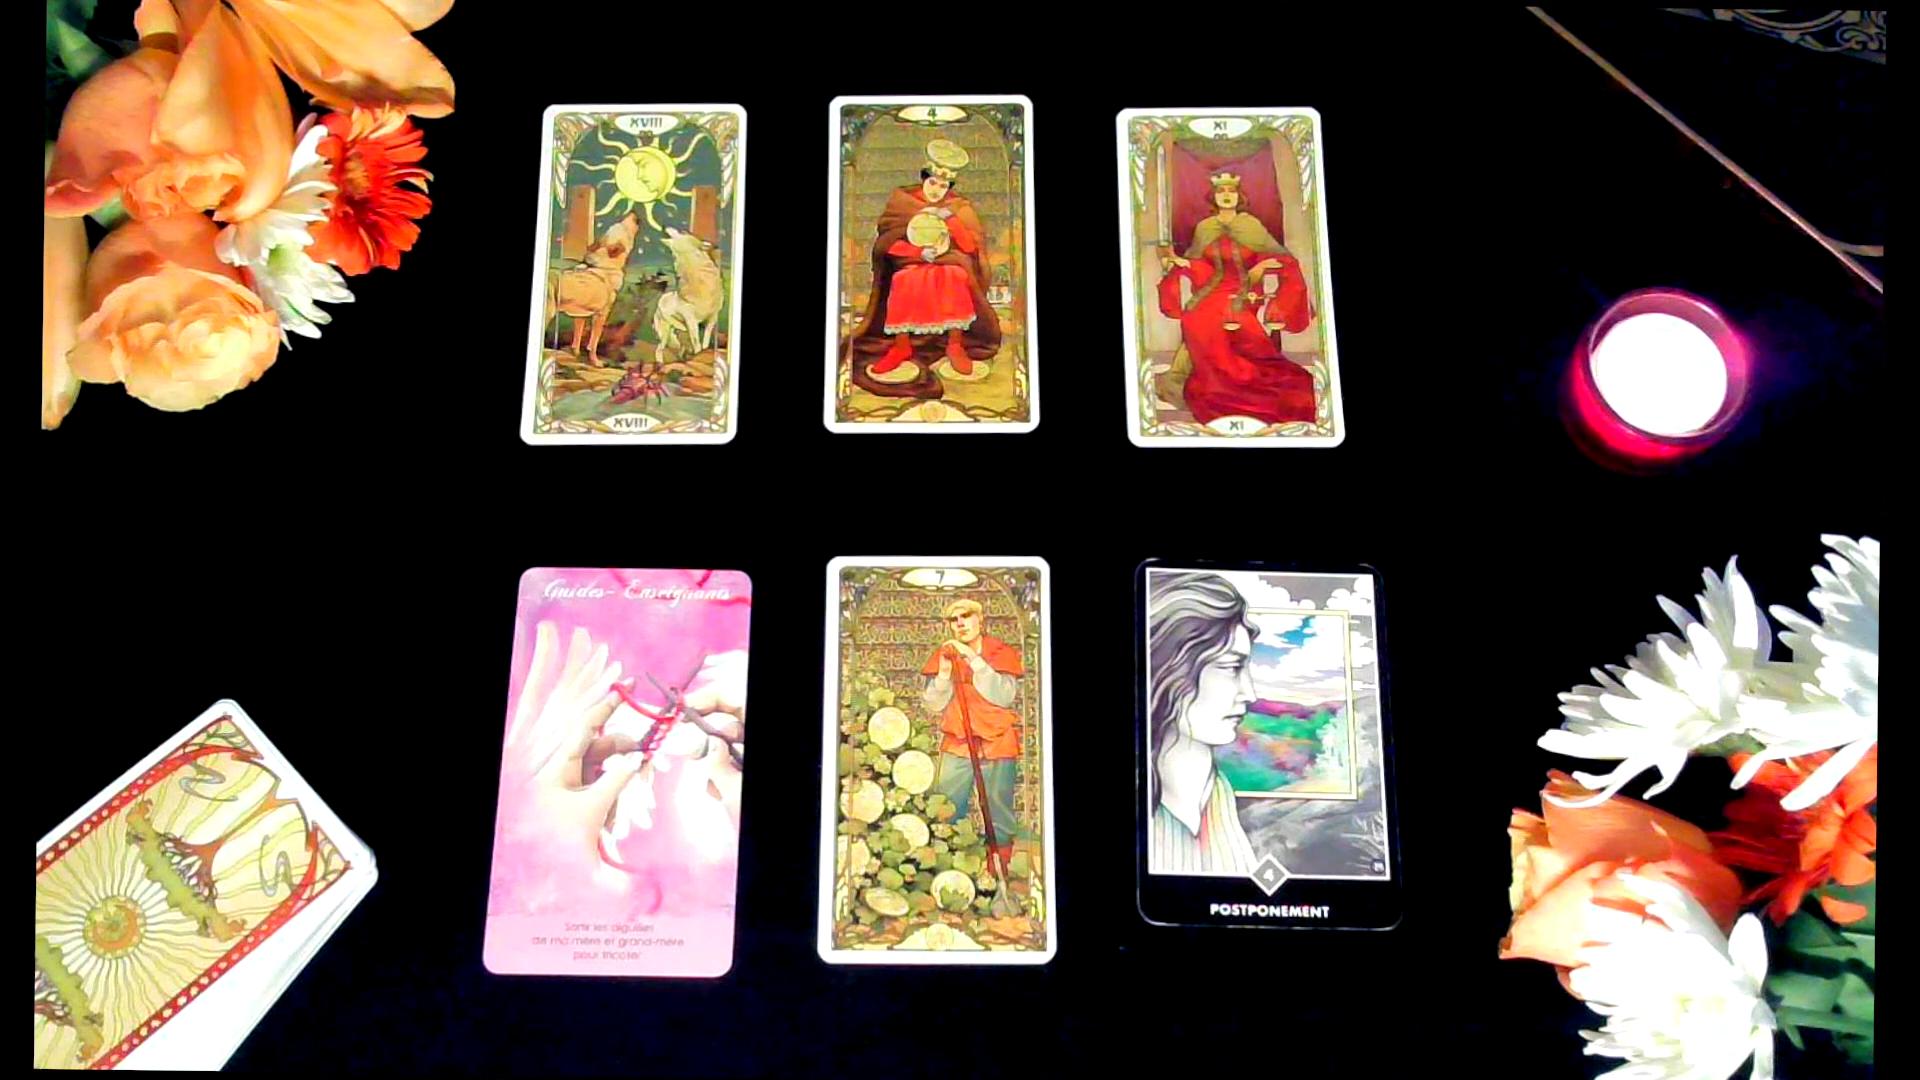 XVIII
XVIII
4
XI
XI
Guides- Enseignants
Sortir les aiguilles
de ma mère et grand-mère
pour tricoter
7
4
POSTPONEMENT